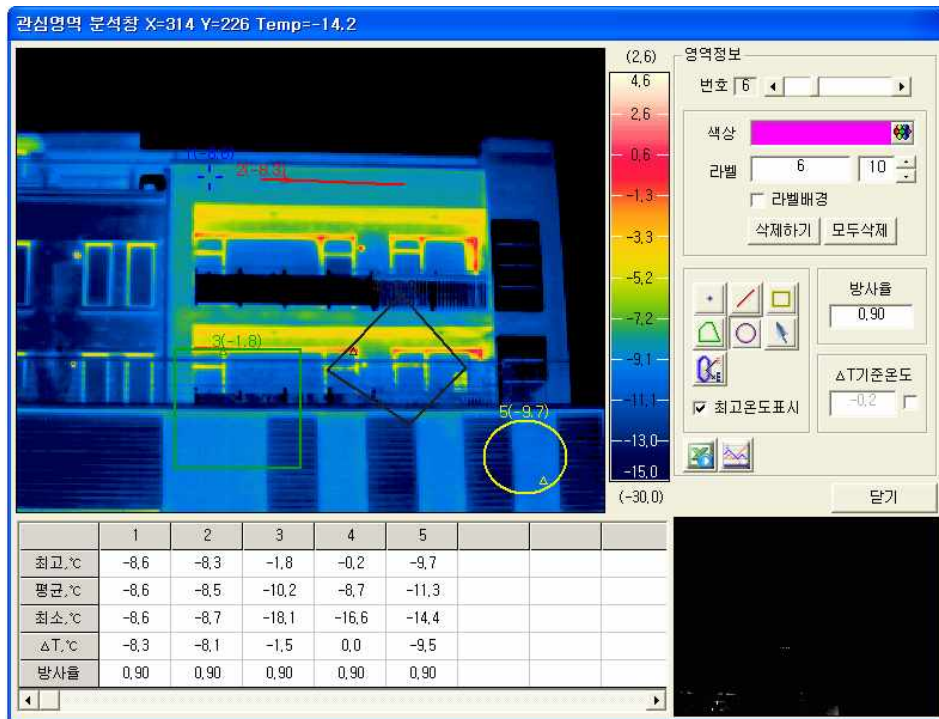 관심영역 분석창 X=314 Y=226 Temp=-14.2
1(-8.6)
2(-8.3)
3(-1.8)
5(-9.7)
(2,6)
4,6
2,6
0,6
-1,3
-3,3
-5,2
-7,2
-9,1
-11,1
-13,0
-15,0
(-30,0)
영역정보
번호 6
색상
라벨 6 10
라벨배경
삭제하기 모두삭제
방사율
0,90
△T기준온도
-0,2
최고온도표시
닫기
1 2 3 4 5
최고,℃ -8,6 -8,3 -1,8 -0,2 -9,7
평균,℃ -8,6 -8,5 -10,2 -8,7 -11,3
최소,℃ -8,6 -8,7 -18,1 -16,6 -14,4
△T,℃ -8,3 -8,1 -1,5 0,0 -9,5
방사율 0,90 0,90 0,90 0,90 0,90